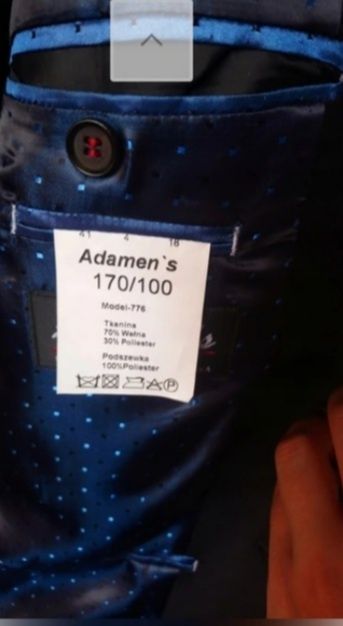 41 4 18
Adamen`s
170/100
Model-776
Tkanina
70% Wełna
30% Poliester
Podszewka
100%Poliester
P